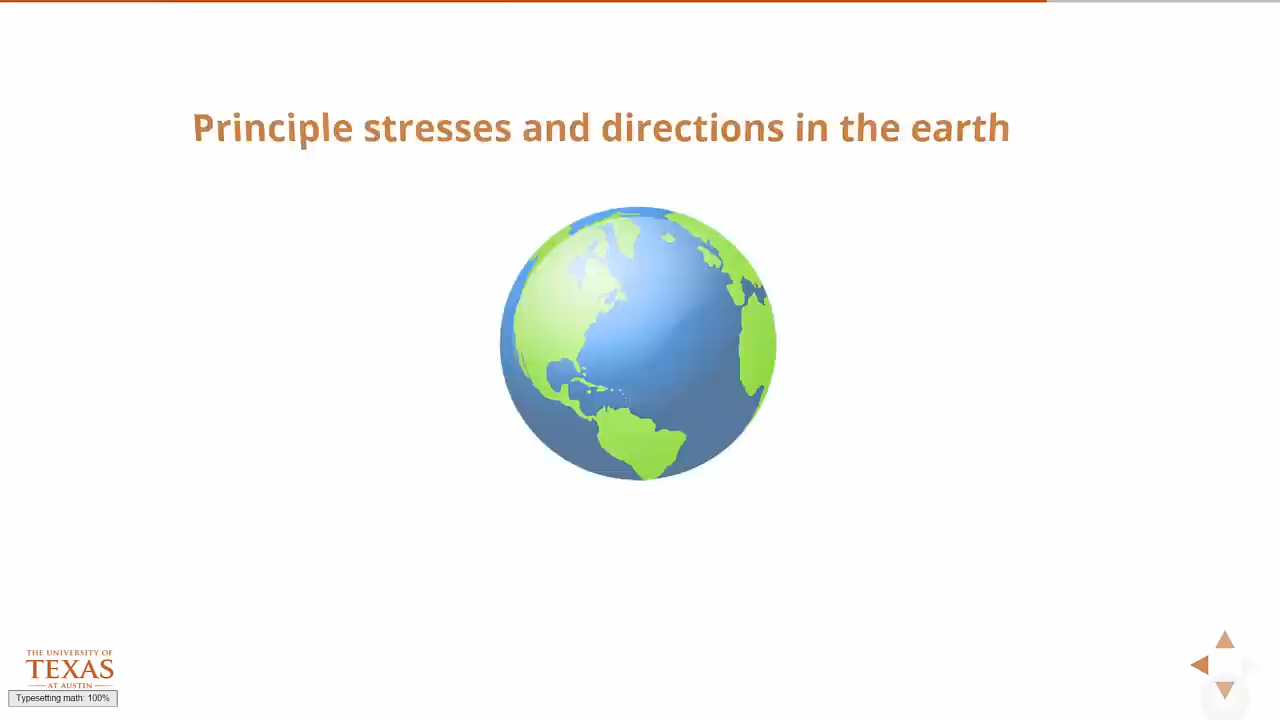 Principle stresses and directions in the earth
THE UNIVERSITY OF
TEXAS
AT AUSTIN
Typesetting math: 100%